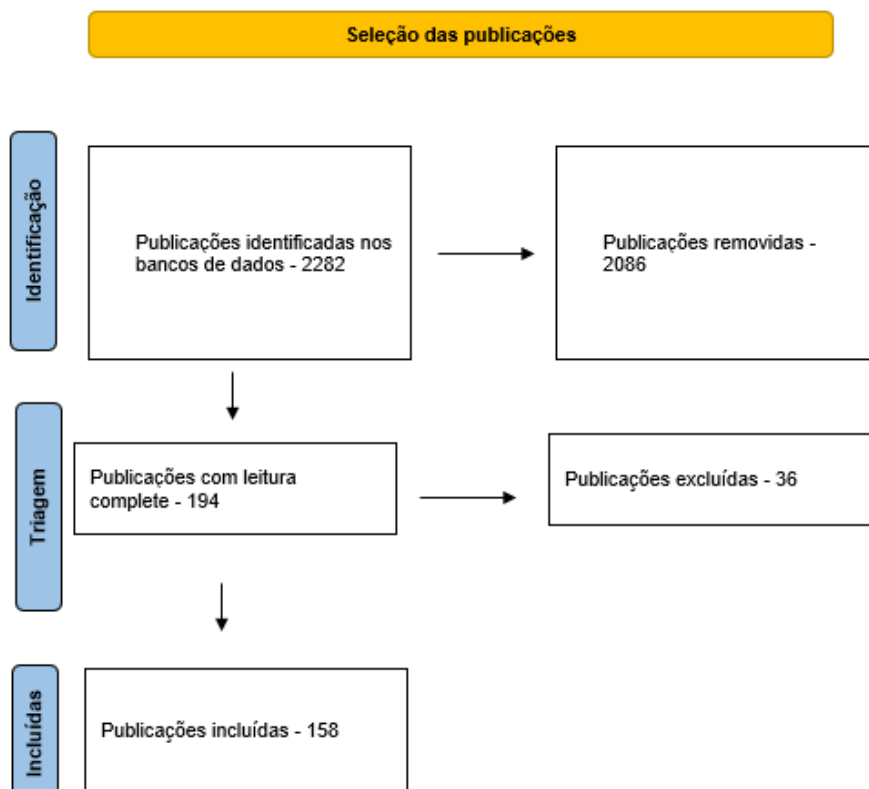 Seleção das publicações
Identificação
Publicações identificadas nos
bancos de dados - 2282
Publicações removidas -
2086
Triagem
Publicações com leitura
complete - 194
Publicações excluídas - 36
Incluídas
Publicações incluídas - 158